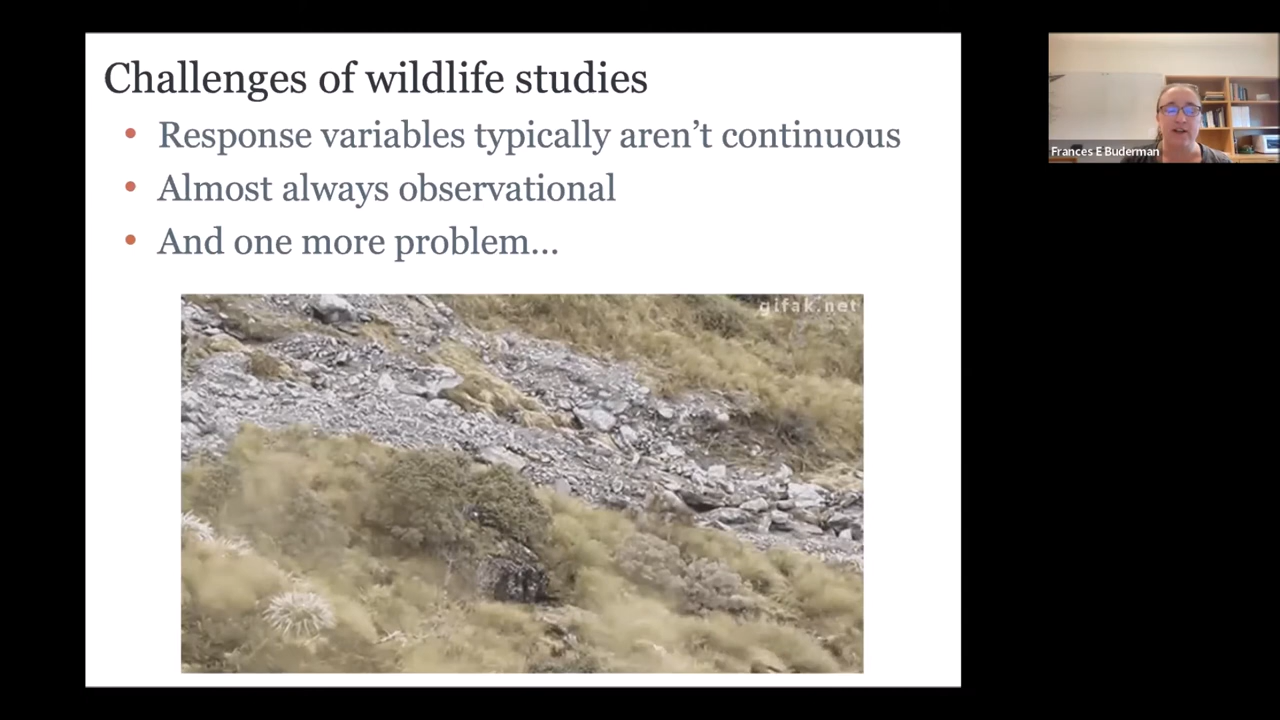 Challenges of wildlife studies
• Response variables typically aren't continuous
• Almost always observational
• And one more problem...
gifak.net
Frances E Buderman